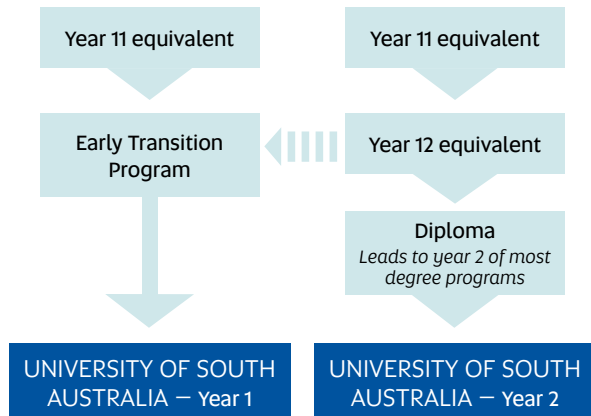 Year 11 equivalent
Early Transition
Program
UNIVERSITY OF SOUTH
AUSTRALIA – Year 1
Year 11 equivalent
Year 12 equivalent
Diploma
Leads to year 2 of most
degree programs
UNIVERSITY OF SOUTH
AUSTRALIA – Year 2